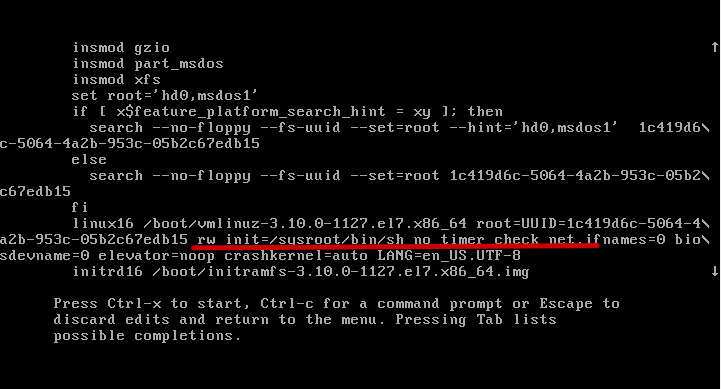 insmod gzio
insmod part_msdos
insmod xfs
set root='hd0,msdos1'
if [ x$feature_platform_search_hint = xy ]; then
search --no-floppy --fs-uuid --set=root --hint='hd0,msdos1'  1c419d6\
c-5064-4a2b-953c-05b2c67edb15
else
search --no-floppy --fs-uuid --set=root 1c419d6c-5064-4a2b-953c-05b2\
c67edb15
fi
linux16 /boot/vmlinuz-3.10.0-1127.el7.x86_64 root=UUID=1c419d6c-5064-4\
a2b-953c-05b2c67edb15 rw init=/sysroot/bin/sh no_timer_check net.ifnames=0 bio\
sdevname=0 elevator=noop crashkernel=auto LANG=en_US.UTF-8
initrd16 /boot/initramfs-3.10.0-1127.el7.x86_64.img
Press Ctrl-x to start, Ctrl-c for a command prompt or Escape to
discard edits and return to the menu. Pressing Tab lists
possible completions.